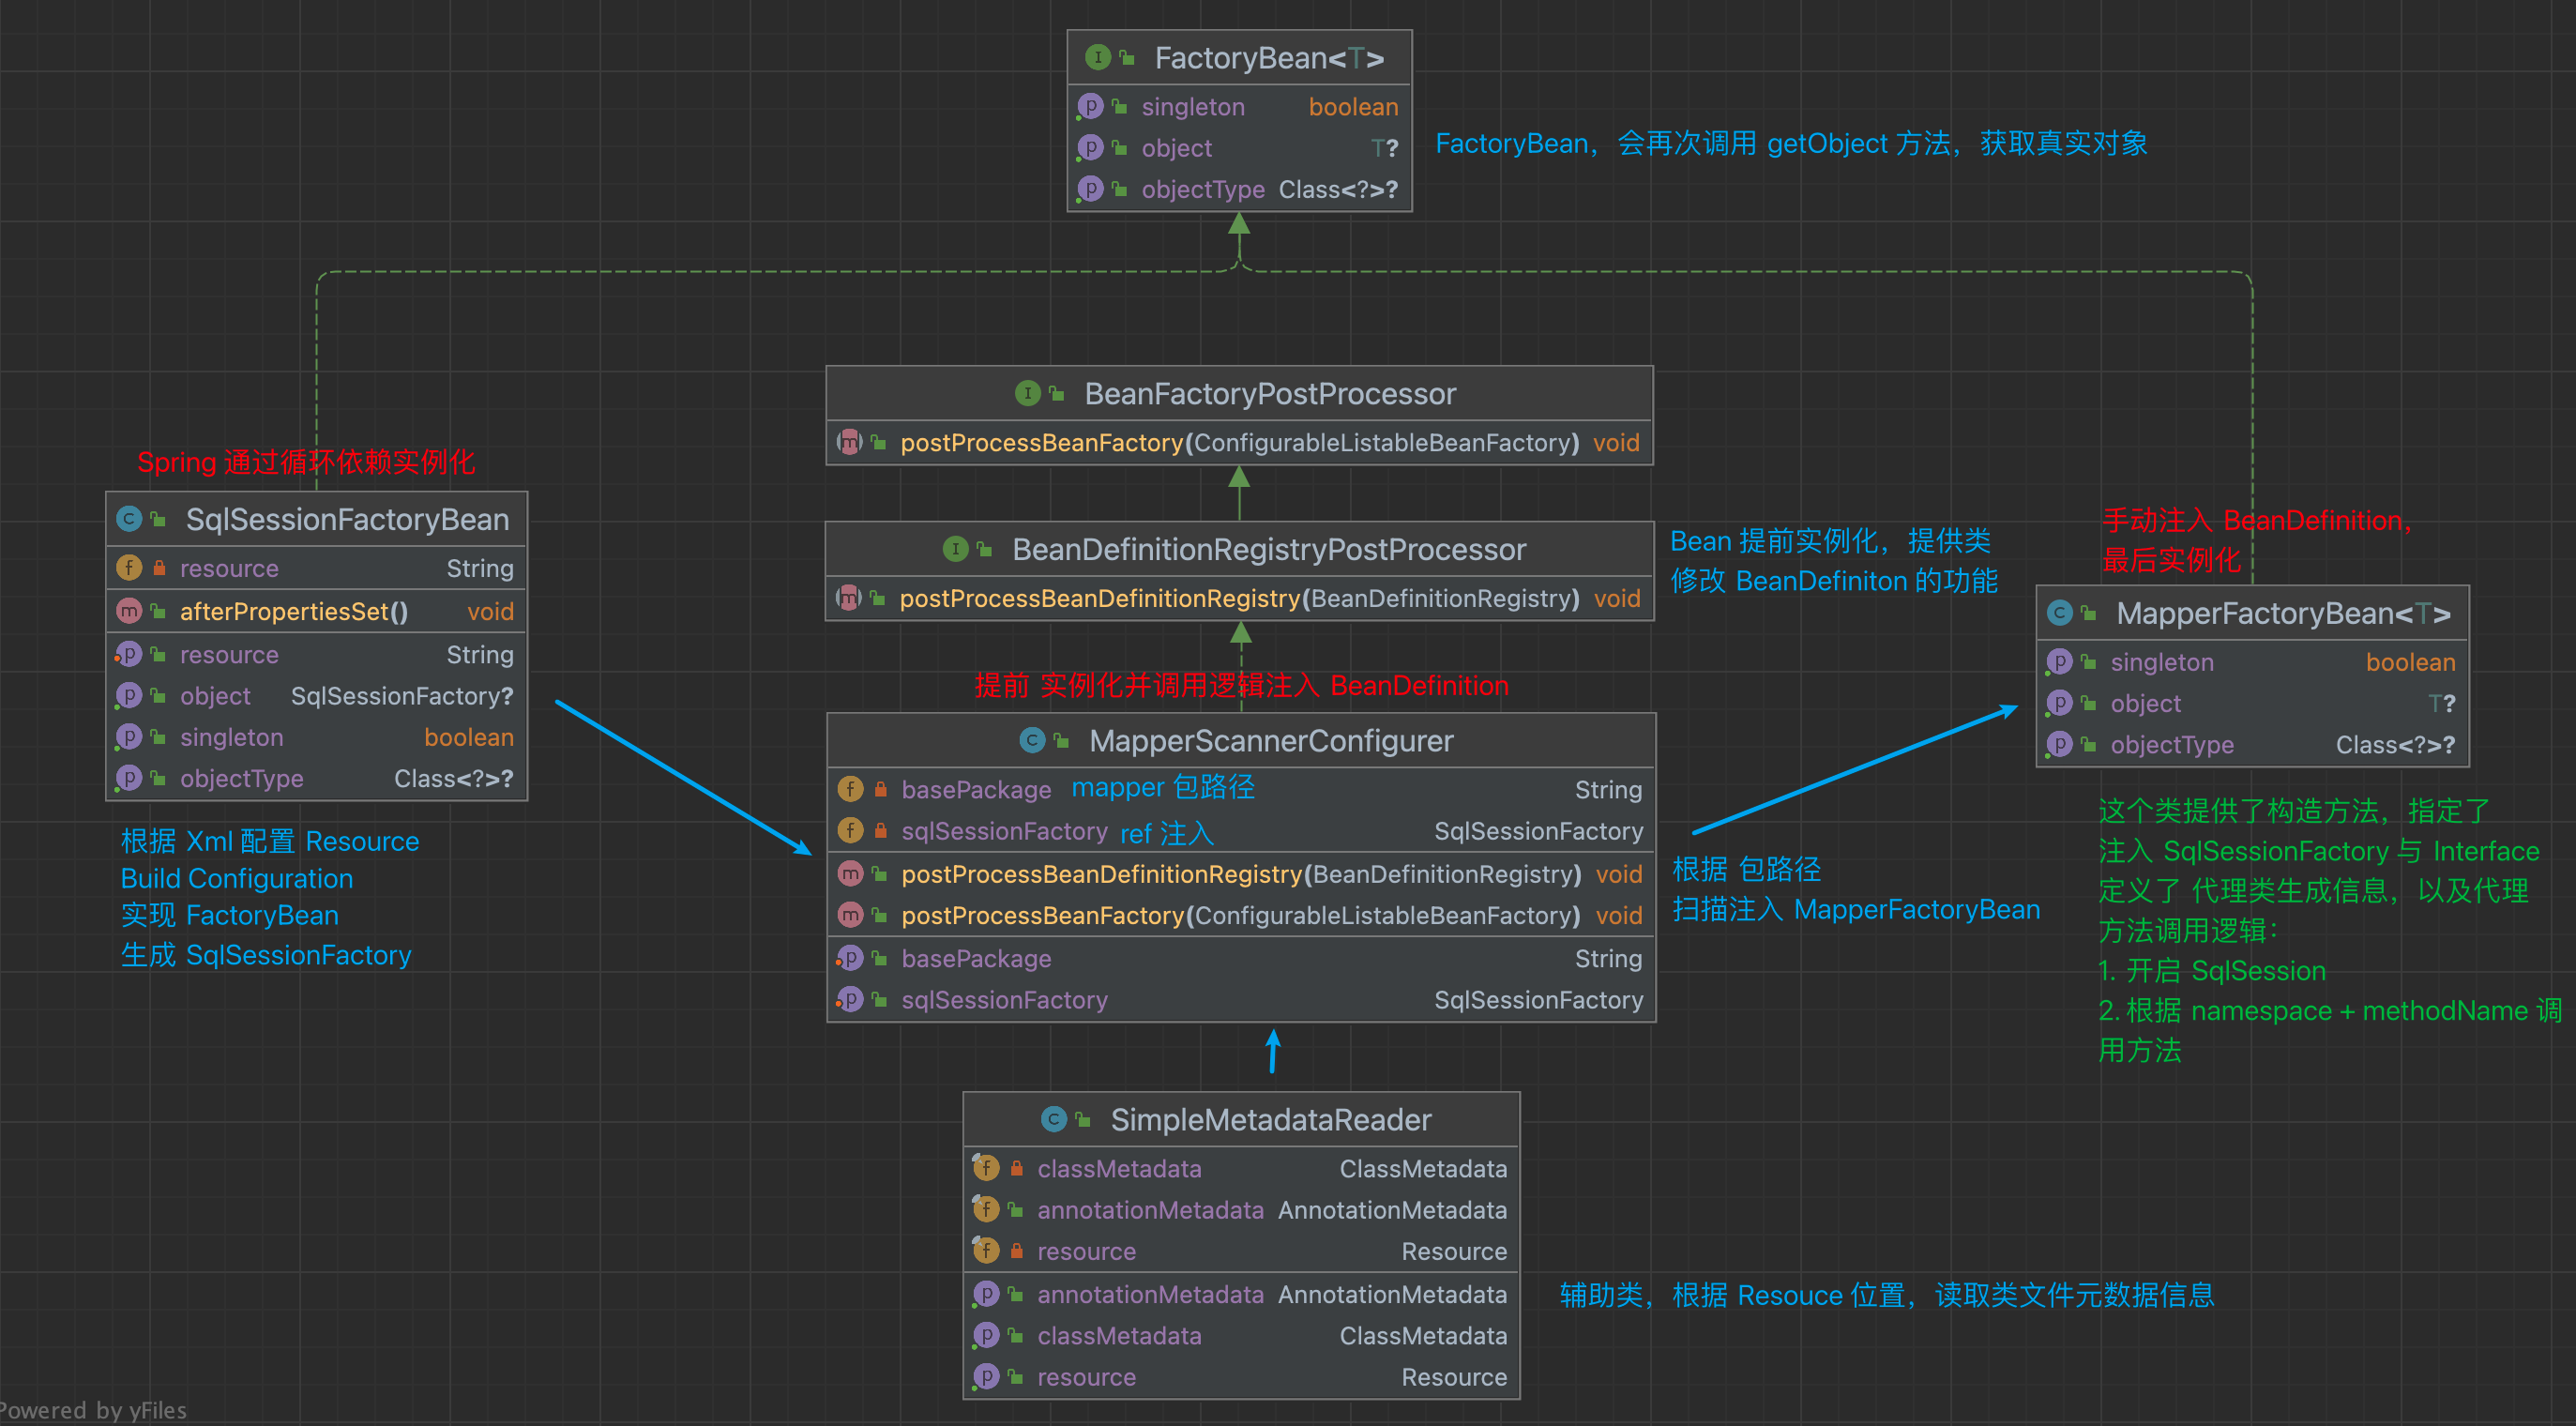 FactoryBean<T>
singleton boolean
object T?
objectType Class<?>?
FactoryBean，会再次调用 getObject 方法，获取真实对象
BeanFactoryPostProcessor
postProcessBeanFactory(ConfigurableListableBeanFactory) void
Spring 通过循环依赖实例化
SqlSessionFactoryBean
resource String
afterPropertiesSet() void
resource String
object SqlSessionFactory?
singleton boolean
objectType Class<?>?
根据 Xml 配置 Resource
Build Configuration
实现 FactoryBean
生成 SqlSessionFactory
BeanDefinitionRegistryPostProcessor
postProcessBeanDefinitionRegistry(BeanDefinitionRegistry) void
Bean 提前实例化，提供类
修改 BeanDefiniton 的功能
提前 实例化并调用逻辑注入 BeanDefinition
MapperScannerConfigurer
basePackage mapper 包路径 String
sqlSessionFactory ref 注入 SqlSessionFactory
postProcessBeanDefinitionRegistry(BeanDefinitionRegistry) void
postProcessBeanFactory(ConfigurableListableBeanFactory) void
basePackage String
sqlSessionFactory SqlSessionFactory
根据 包路径
扫描注入 MapperFactoryBean
手动注入 BeanDefinition，
最后实例化
MapperFactoryBean<T>
singleton boolean
object T?
objectType Class<?>?
这个类提供了构造方法，指定了
注入 SqlSessionFactory 与 Interface
定义了 代理类生成信息，以及代理
方法调用逻辑：
1. 开启 SqlSession
2. 根据 namespace + methodName 调
用方法
SimpleMetadataReader
classMetadata ClassMetadata
annotationMetadata AnnotationMetadata
resource Resource
annotationMetadata AnnotationMetadata
classMetadata ClassMetadata
resource Resource
辅助类，根据 Resouce 位置，读取类文件元数据信息
Powered by yFiles